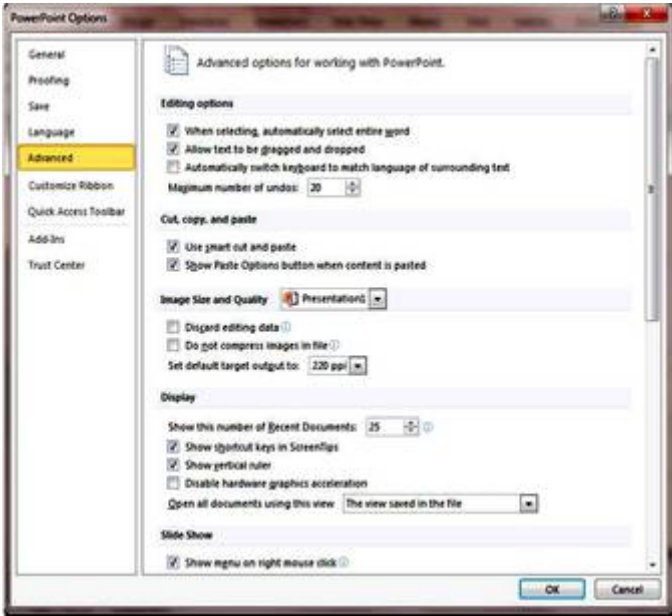 PowerPoint Options
General
Proofing
Save
Language
Advanced
Customize Ribbon
Quick Access Toolbar
Add-Ins
Trust Center
Advanced options for working with PowerPoint.
Editing options
When selecting, automatically select entire word
Allow text to be dragged and dropped
Automatically switch keyboard to match language of surrounding text
Maximum number of undos: 20
Cut, copy, and paste
Use smart cut and paste
Show Paste Options button when content is pasted
Image Size and Quality Presentation1
Discard editing data
Do not compress images in file
Set default target output to: 220 ppi
Display
Show this number of Recent Documents: 25
Show shortcut keys in ScreenTips
Show vertical ruler
Disable hardware graphics acceleration
Open all documents using this view The view saved in the file
Slide Show
Show menu on right mouse click
OK Cancel